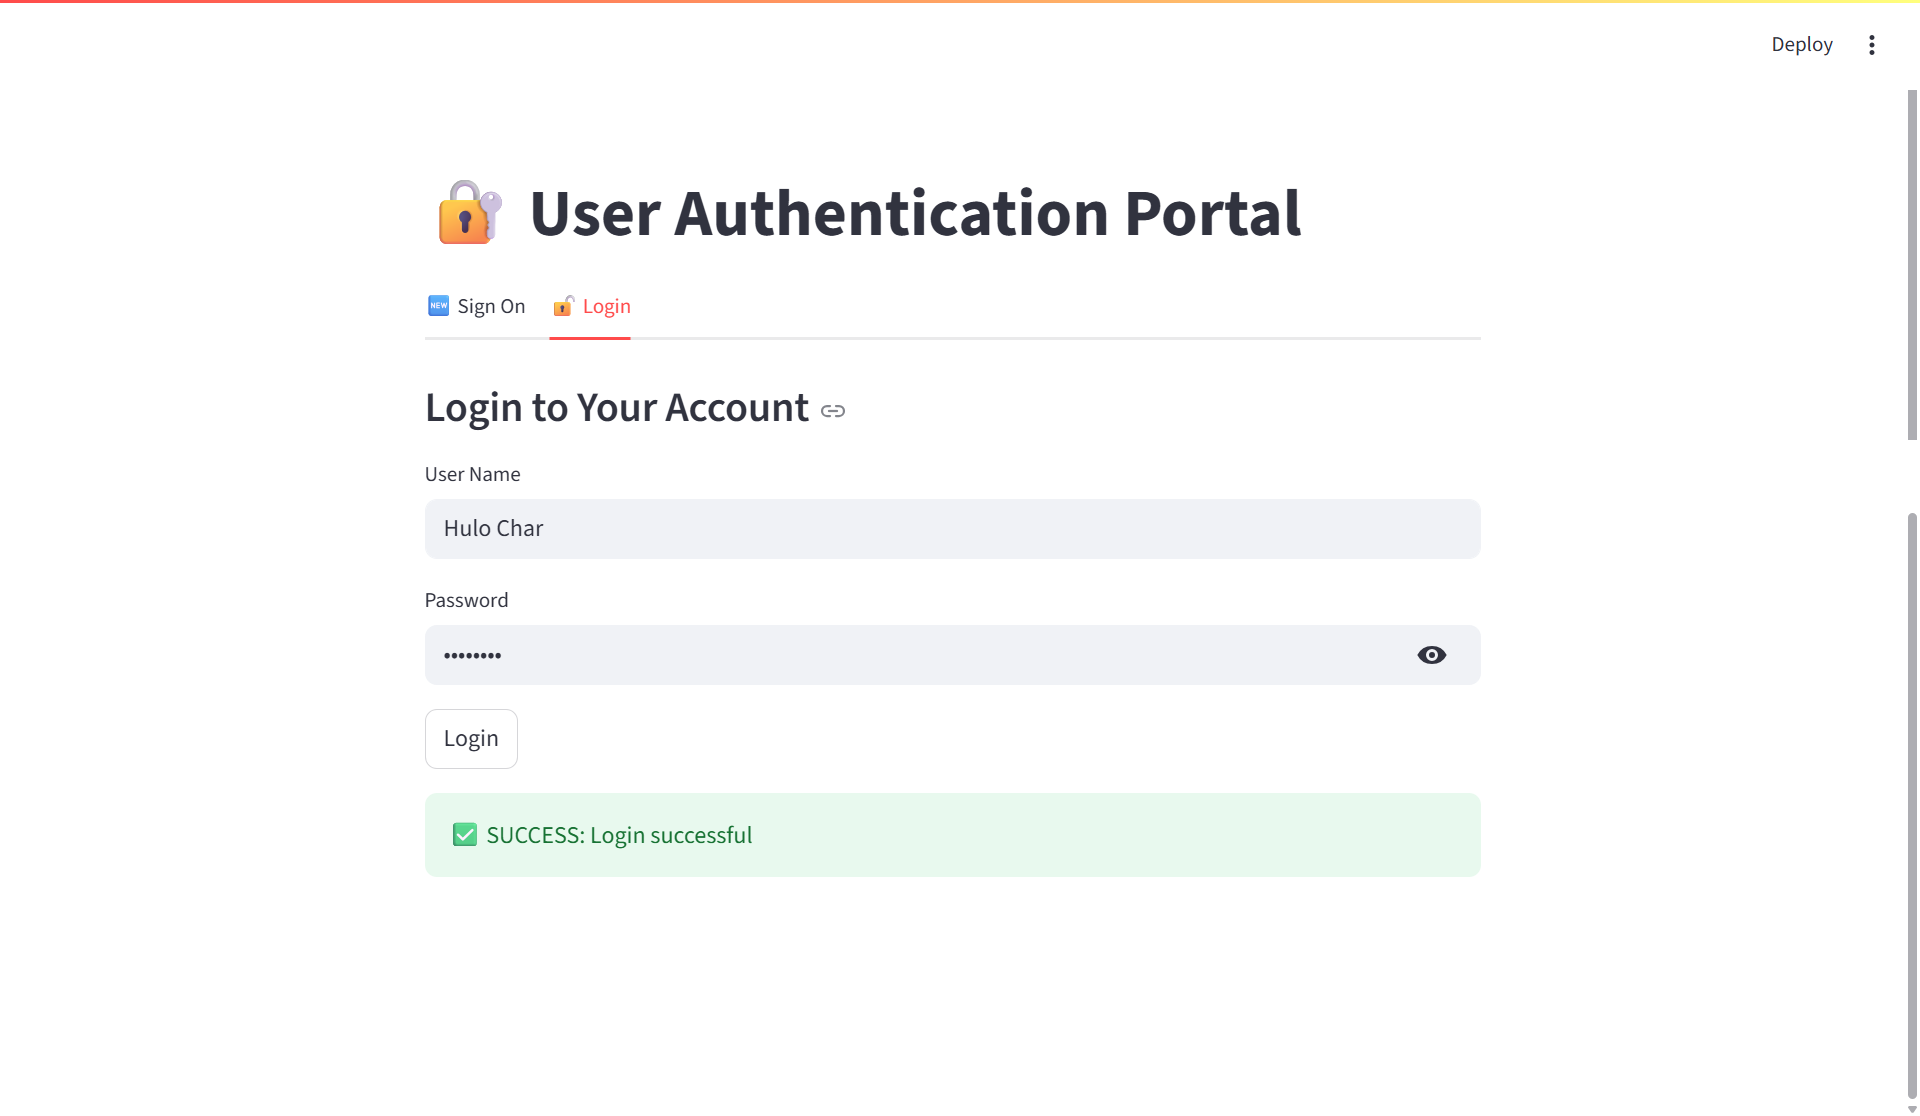 Deploy
User Authentication Portal
NEW Sign On Login
Login to Your Account
User Name
Hulo Char
Password
••••••••
Login
SUCCESS: Login successful